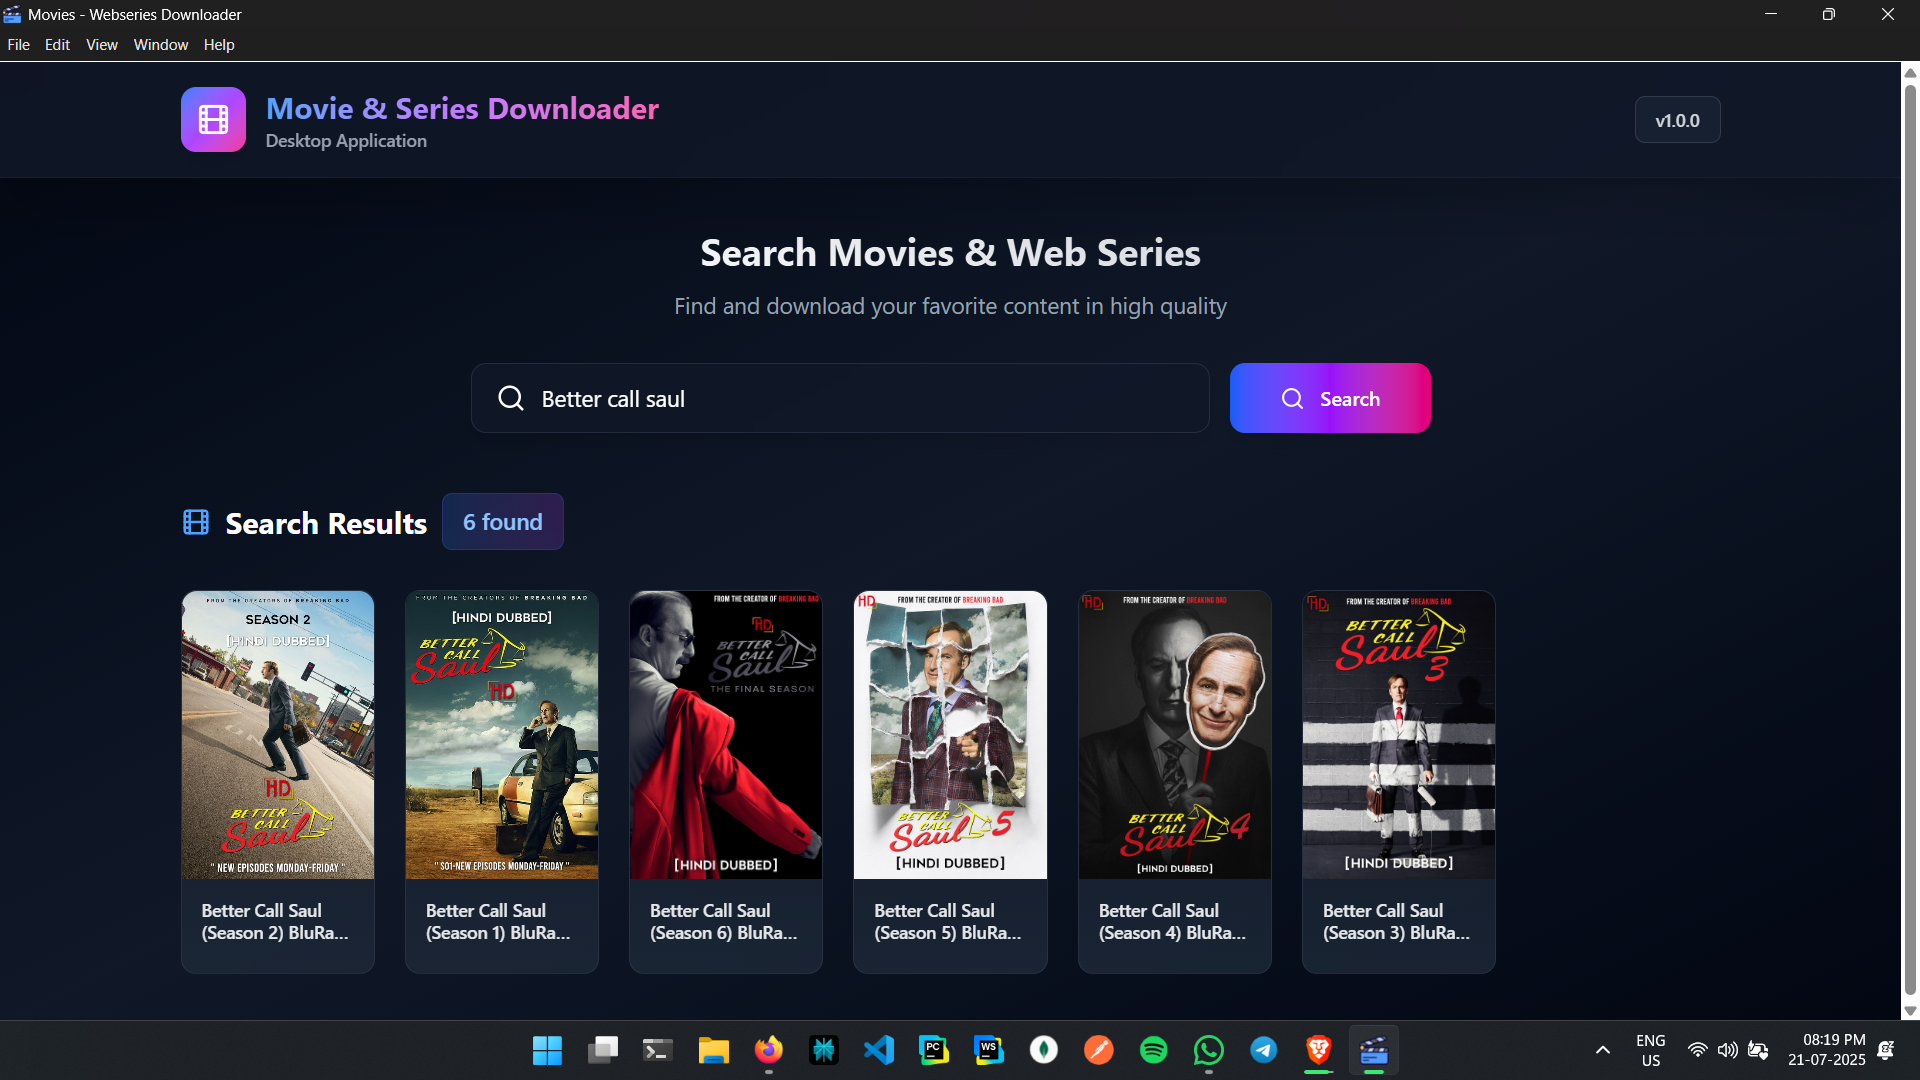 Movies - Webseries Downloader
File Edit View Window Help
Movie & Series Downloader
Desktop Application
v1.0.0
Search Movies & Web Series
Find and download your favorite content in high quality
Better call saul
Search
Search Results
6 found
FROM THE CREATORS OF BREAKING BAD
SEASON 2
[HINDI DUBBED]
HD
BETTER
CALL
Saul
" NEW EPISODES MONDAY-FRIDAY "
Better Call Saul
(Season 2) BluRa...
FROM THE CREATORS OF BREAKING BAD
[HINDI DUBBED]
BETTER
CALL
Saul
HD
" S01-NEW EPISODES MONDAY-FRIDAY "
Better Call Saul
(Season 1) BluRa...
FROM THE CREATOR OF BREAKING BAD
HD
BETTER
CALL
Saul
THE FINAL SEASON
[HINDI DUBBED]
Better Call Saul
(Season 6) BluRa...
HD
FROM THE CREATOR OF BREAKING BAD
BETTER
CALL
Saul 5
[HINDI DUBBED]
Better Call Saul
(Season 5) BluRa...
HD
FROM THE CREATOR OF BREAKING BAD
BETTER
CALL
Saul 4
[HINDI DUBBED]
Better Call Saul
(Season 4) BluRa...
HD
FROM THE CREATOR OF BREAKING BAD
BETTER
CALL
Saul 3
[HINDI DUBBED]
Better Call Saul
(Season 3) BluRa...
PC
WS
ENG
US
08:19 PM
21-07-2025